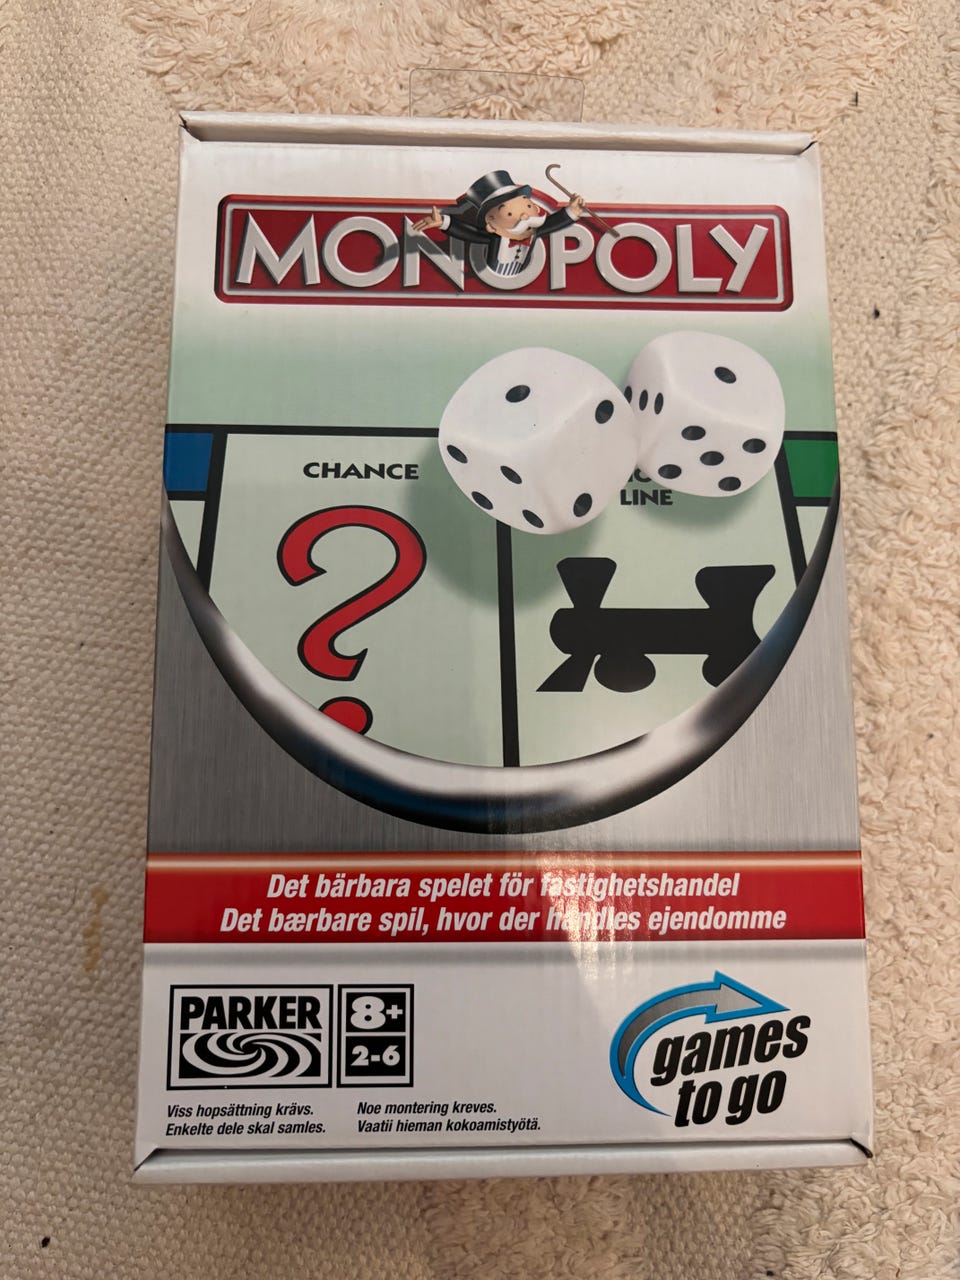 MONOPOLY
CHANCE
LINE
Det bärbara spelet för fastighetshandel
Det bærbare spil, hvor der handles ejendomme
PARKER
8+
2-6
games
to go
Viss hopsättning krävs.
Enkelte dele skal samles.
Noe montering kreves.
Vaatii hieman kokoamistyötä.